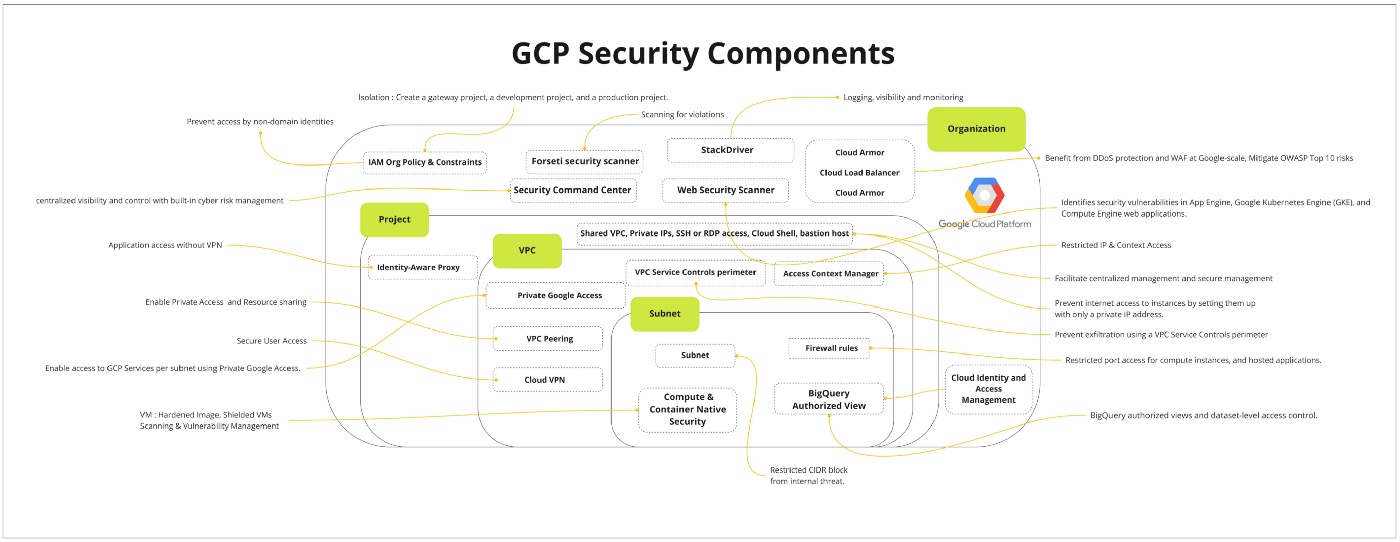 GCP Security Components
Isolation : Create a gateway project, a development project, and a production project.
Logging, visibility and monitoring
Scanning for violations
Prevent access by non-domain identities
Organization
IAM Org Policy & Constraints
Forseti security scanner
StackDriver
Cloud Armor
Cloud Load Balancer
Cloud Armor
Benefit from DDoS protection and WAF at Google-scale, Mitigate OWASP Top 10 risks
Security Command Center
Web Security Scanner
centralized visibility and control with built-in cyber risk management
Google Cloud Platform
Identifies security vulnerabilities in App Engine, Google Kubernetes Engine (GKE), and
Compute Engine web applications.
Project
Shared VPC, Private IPs, SSH or RDP access, Cloud Shell, bastion host
Application access without VPN
VPC
Restricted IP & Context Access
Identity-Aware Proxy
VPC Service Controls perimeter
Access Context Manager
Facilitate centralized management and secure management
Private Google Access
Enable Private Access and Resource sharing
Prevent internet access to instances by setting them up
with only a private IP address.
Subnet
Secure User Access
VPC Peering
Prevent exfiltration using a VPC Service Controls perimeter
Subnet
Firewall rules
Restricted port access for compute instances, and hosted applications.
Enable access to GCP Services per subnet using Private Google Access.
Cloud VPN
Cloud Identity and
Access
Management
Compute &
Container Native
Security
BigQuery
Authorized View
VM : Hardened Image, Shielded VMs
Scanning & Vulnerability Management
BigQuery authorized views and dataset-level access control.
Restricted CIDR block
from internal threat.